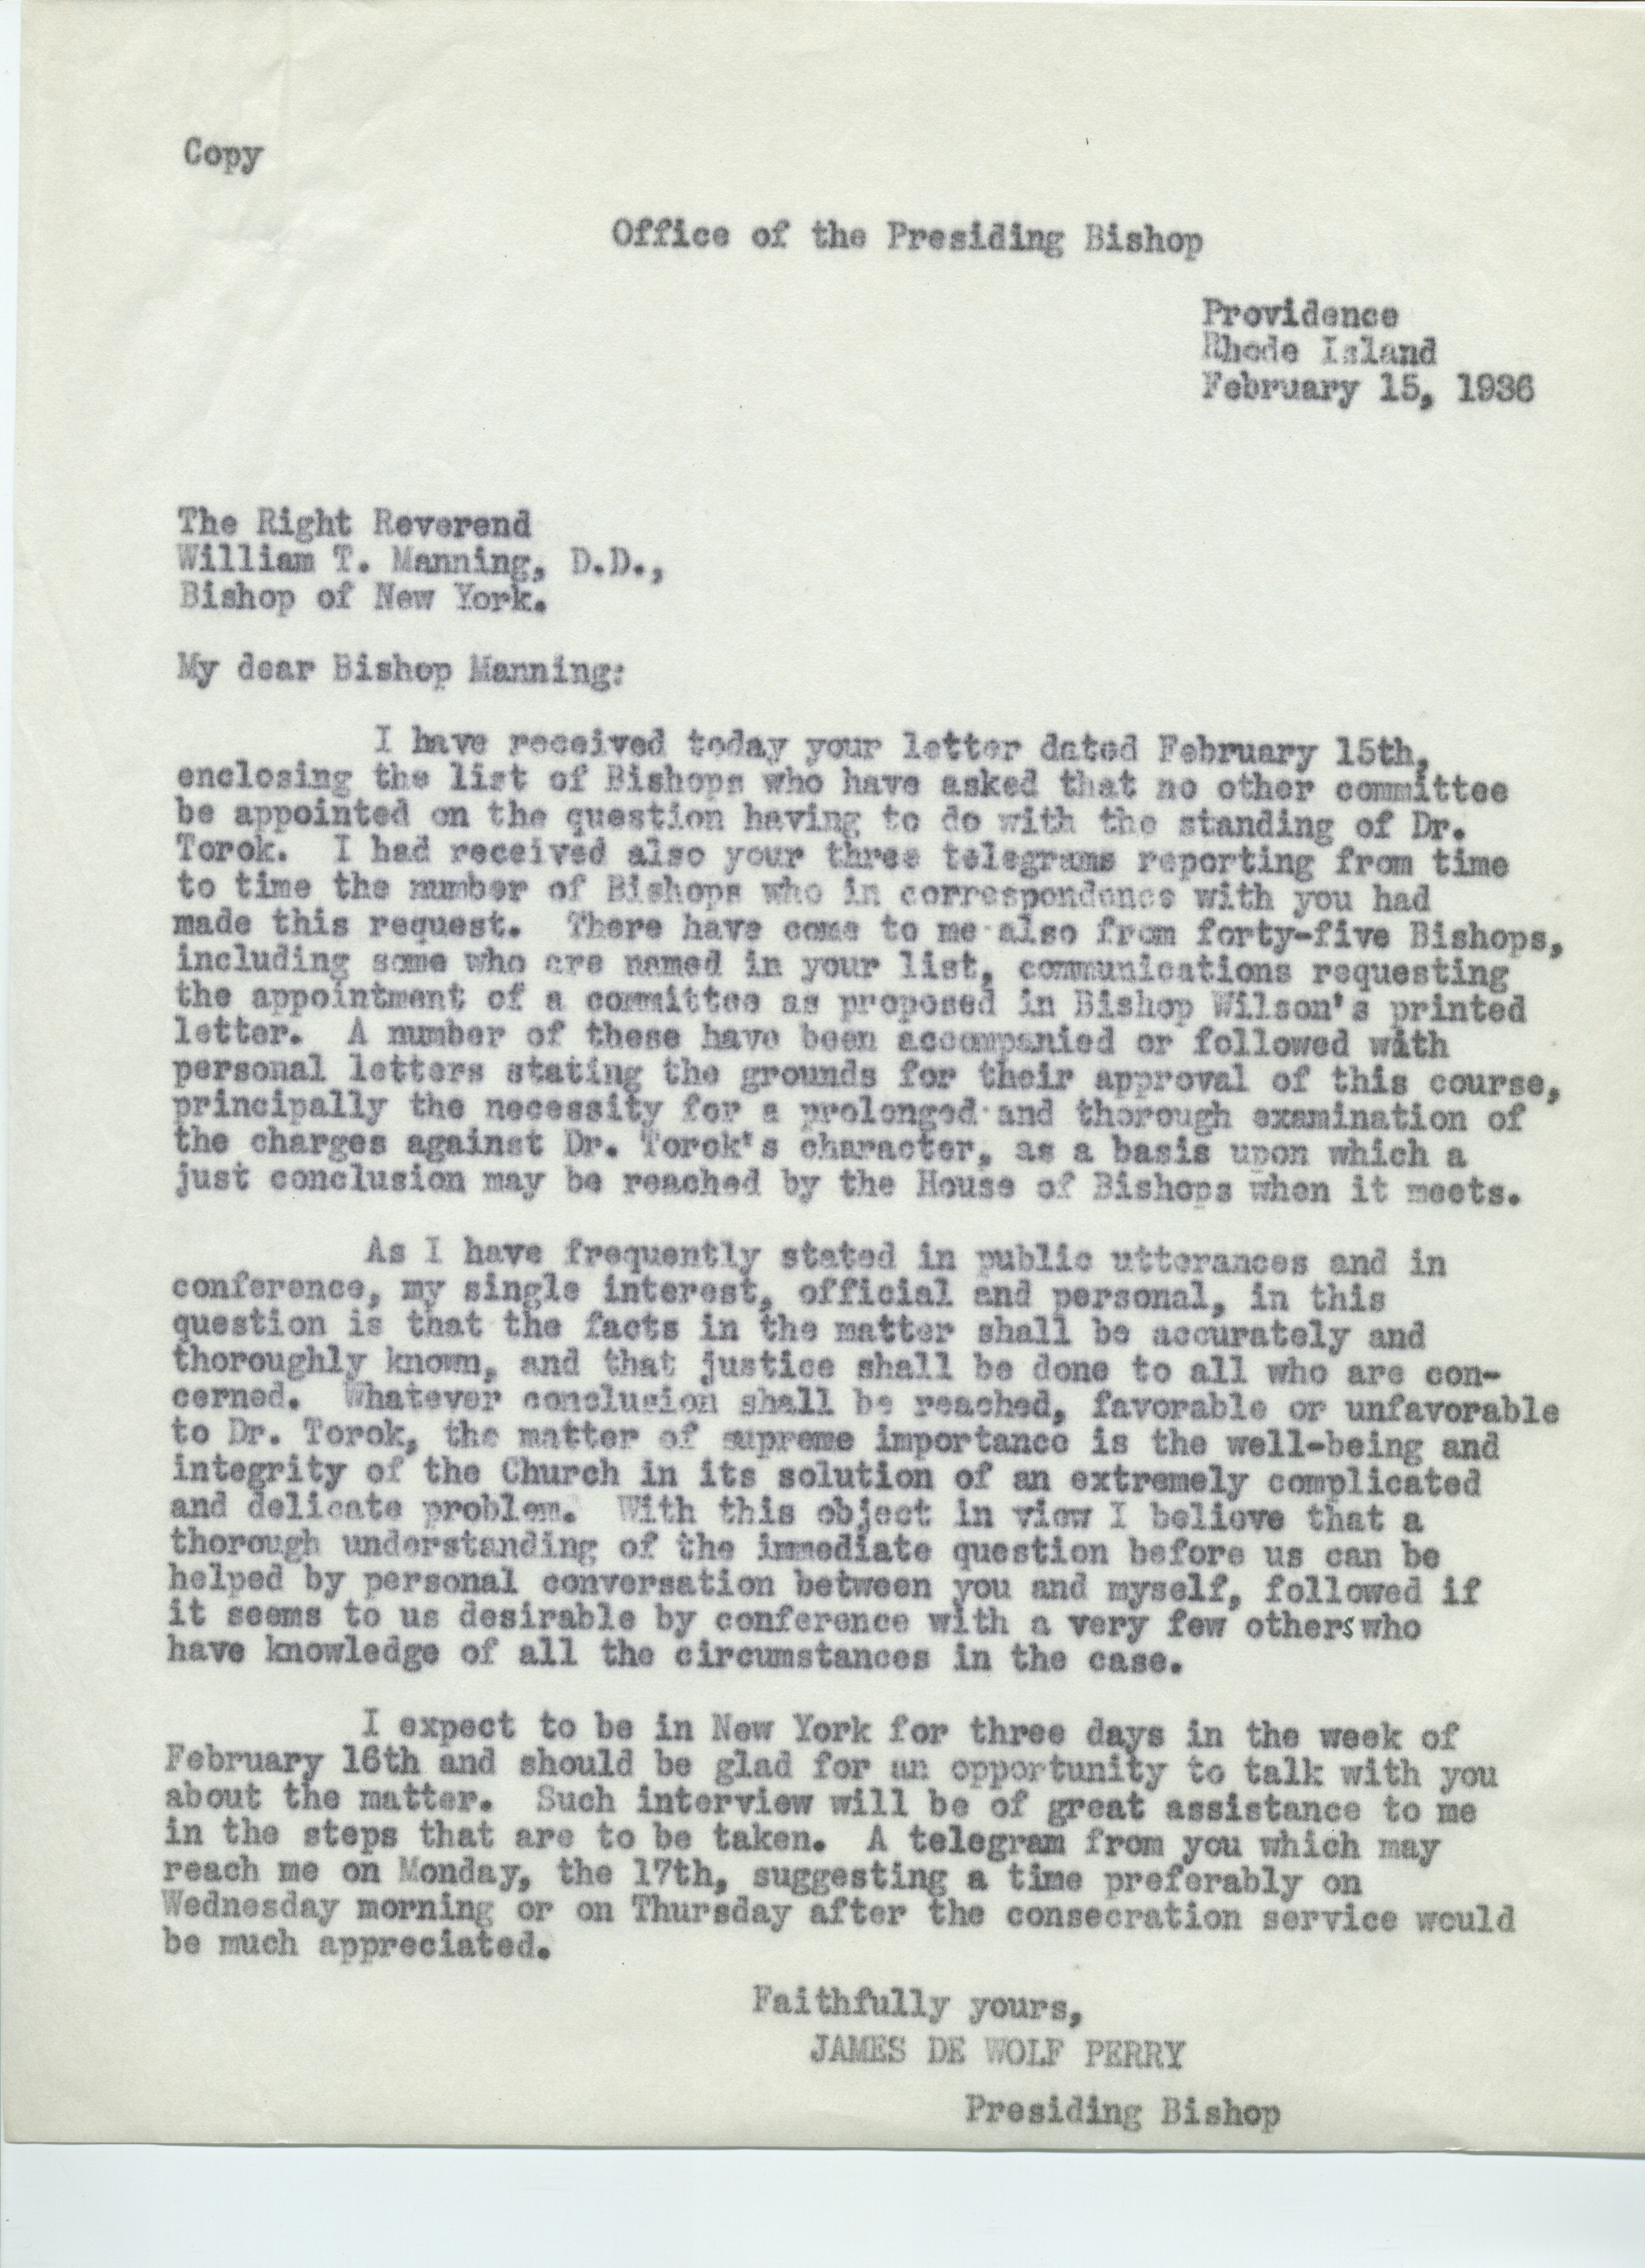 Copy
Office of the Presiding Bishop
Providence
Rhode Island
February 15, 1936
The Right Reverend
William T. Manning, D.D.,
Bishop of New York.
My dear Bishop Manning:
I have received today your letter dated February 15th,
enclosing the list of Bishops who have asked that no other committee
be appointed on the question having to do with the standing of Dr.
Torok. I had received also your three telegrams reporting from time
to time the number of Bishops who in correspondence with you had
made this request. There have come to me also from forty-five Bishops,
including some who are named in your list, communications requesting
the appointment of a committee as proposed in Bishop Wilson's printed
letter. A number of these have been accompanied or followed with
personal letters stating the grounds for their approval of this course,
principally the necessity for a prolonged and thorough examination of
the charges against Dr. Torok's character, as a basis upon which a
just conclusion may be reached by the House of Bishops when it meets.
As I have frequently stated in public utterances and in
conference, my single interest, official and personal, in this
question is that the facts in the matter shall be accurately and
thoroughly known, and that justice shall be done to all who are con-
cerned. Whatever conclusion shall be reached, favorable or unfavorable
to Dr. Torok, the matter of supreme importance is the well-being and
integrity of the Church in its solution of an extremely complicated
and delicate problem. With this object in view I believe that a
thorough understanding of the immediate question before us can be
helped by personal conversation between you and myself, followed if
it seems to us desirable by conference with a very few others who
have knowledge of all the circumstances in the case.
I expect to be in New York for three days in the week of
February 16th and should be glad for an opportunity to talk with you
about the matter. Such interview will be of great assistance to me
in the steps that are to be taken. A telegram from you which may
reach me on Monday, the 17th, suggesting a time preferably on
Wednesday morning or on Thursday after the consecration service would
be much appreciated.
Faithfully yours,
JAMES DE WOLF PERRY
Presiding Bishop